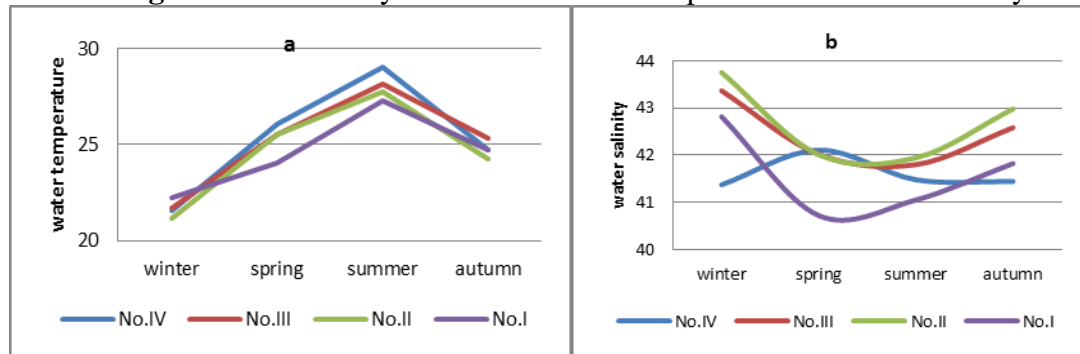 a
water temperature
30
25
20
winter spring summer autumn
No.IV No.III No.II No.I
b
water salinity
44
43
42
41
40
winter spring summer autumn
No.IV No.III No.II No.I